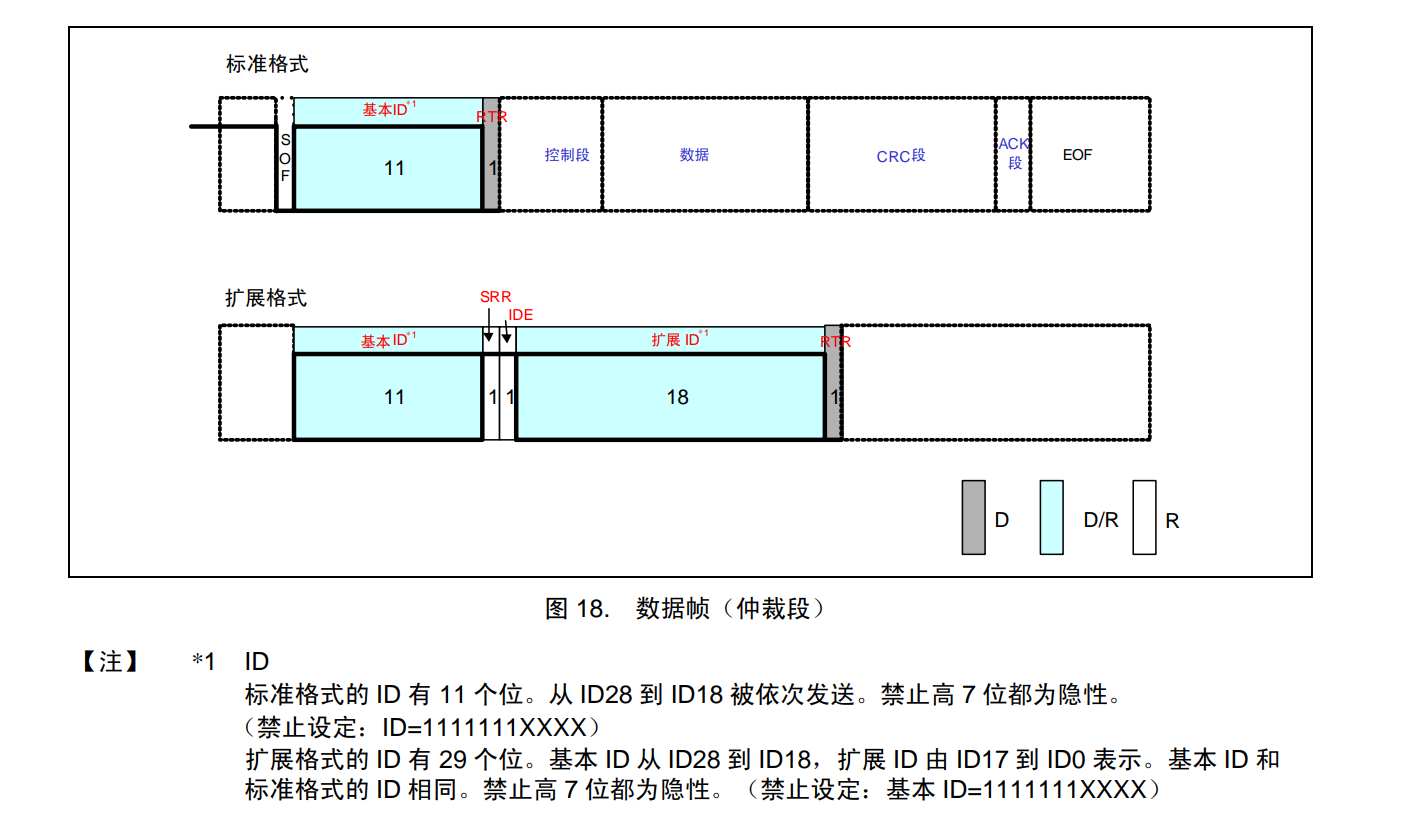 标准格式
基本ID*1
RTR
SOF
11
1
控制段
数据
CRC段
ACK
段
EOF
扩展格式
SRR
IDE
基本ID*1
扩展 ID*1
RTR
11
1
1
18
1
D
D/R
R
图 18. 数据帧（仲裁段）
【注】 *1 ID
标准格式的 ID 有 11 个位。从 ID28 到 ID18 被依次发送。禁止高 7 位都为隐性。
（禁止设定：ID=1111111XXXX）
扩展格式的 ID 有 29 个位。基本 ID 从 ID28 到 ID18，扩展 ID 由 ID17 到 ID0 表示。基本 ID 和
标准格式的 ID 相同。禁止高 7 位都为隐性。（禁止设定：基本 ID=1111111XXXX）